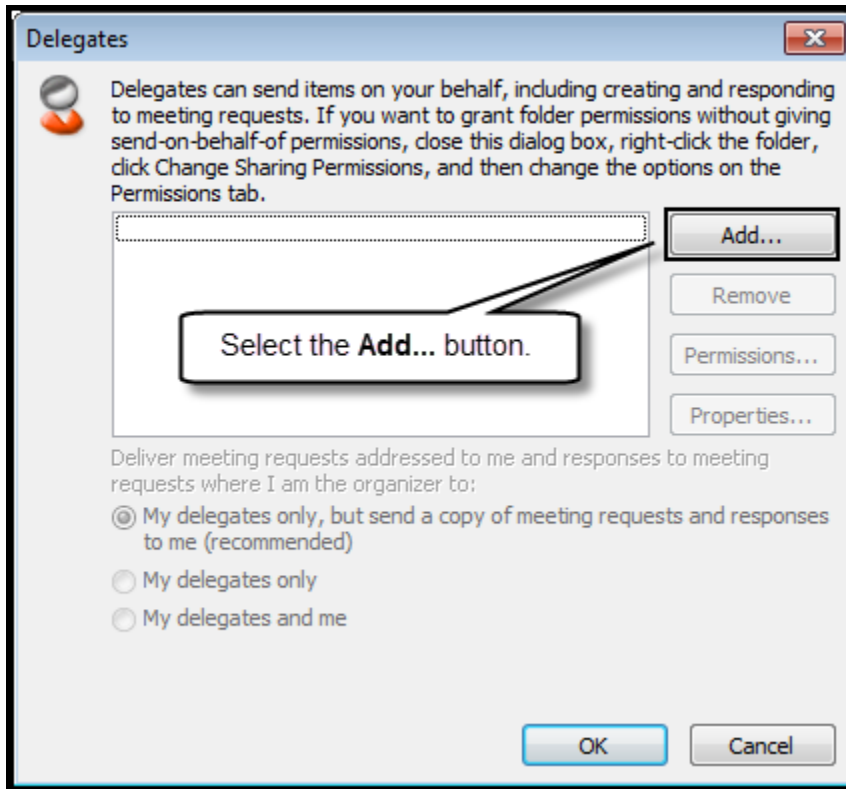 Delegates
Delegates can send items on your behalf, including creating and responding
to meeting requests. If you want to grant folder permissions without giving
send-on-behalf-of permissions, close this dialog box, right-click the folder,
click Change Sharing Permissions, and then change the options on the
Permissions tab.
Add...
Remove
Select the Add... button.
Permissions...
Properties...
Deliver meeting requests addressed to me and responses to meeting
requests where I am the organizer to:
My delegates only, but send a copy of meeting requests and responses
to me (recommended)
My delegates only
My delegates and me
OK
Cancel